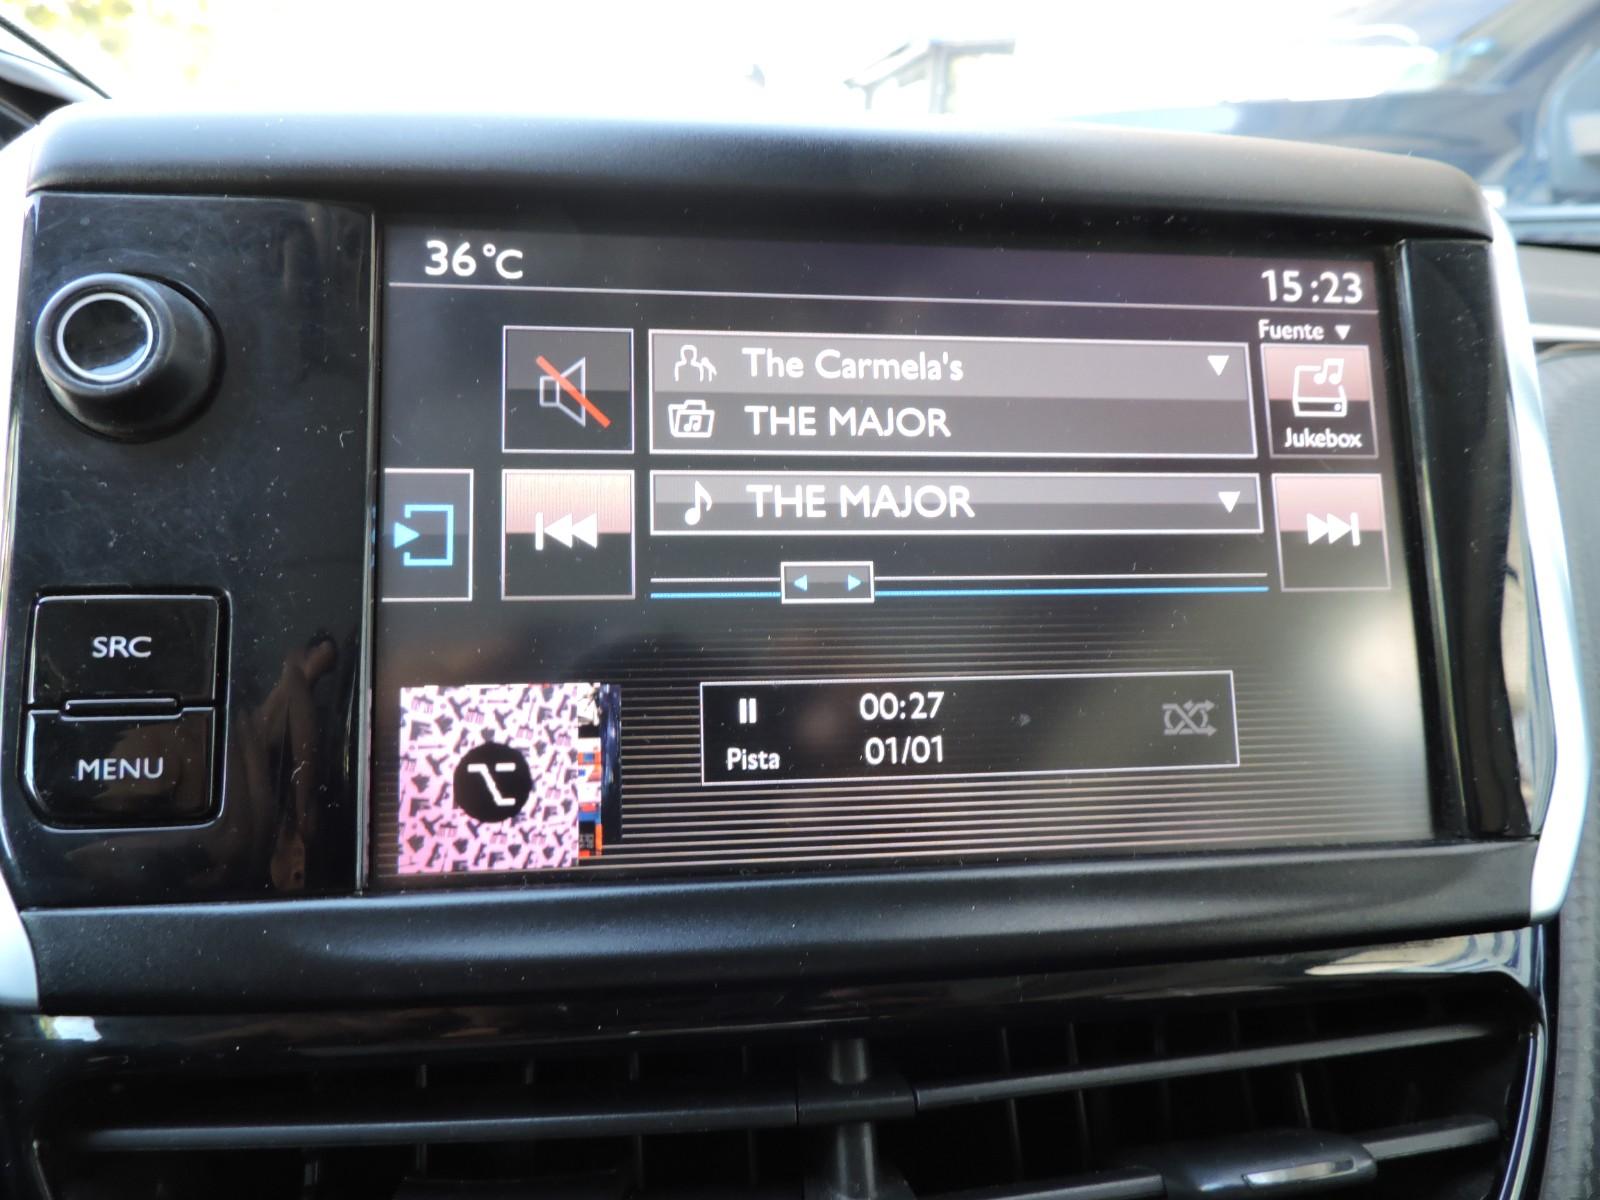 36°C
15:23
Fuente
The Carmela's
THE MAJOR
Jukebox
THE MAJOR
SRC
MENU
00:27
Pista 01/01